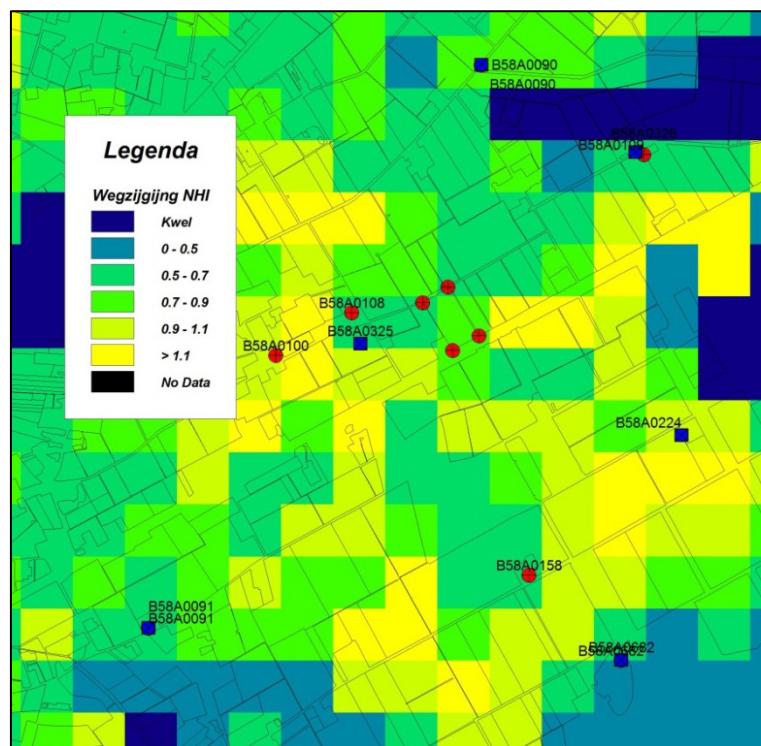 B58A0090
B58A0090
Legenda
Wegzijgijng NHI
Kwel
0 - 0.5
0.5 - 0.7
0.7 - 0.9
0.9 - 1.1
> 1.1
No Data
B58A0109
B58A0108
B58A0325
B58A0100
B58A0224
B58A0158
B58A0091
B58A0091